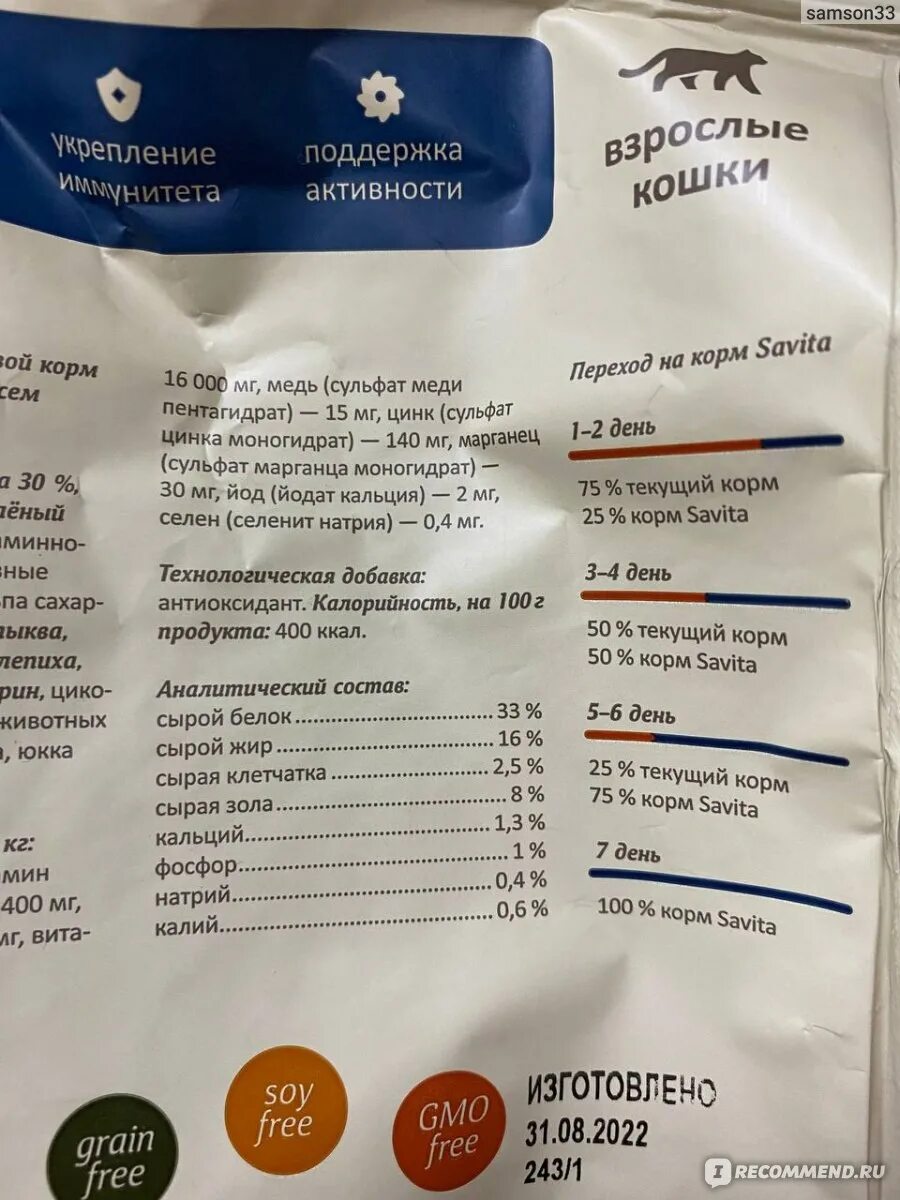 samson33
укрепление
иммунитета
поддержка
активности
взрослые
кошки
вой корм
сем
а 30 %,
лёный
аминно-
вные
па сахар-
тыква,
лепиха,
рин, цико-
животных
а, юкка
кг:
мин
400 мг,
мг, вита-
16 000 мг, медь (сульфат меди
пентагидрат) — 15 мг, цинк (сульфат
цинка моногидрат) — 140 мг, марганец
(сульфат марганца моногидрат) —
30 мг, йод (йодат кальция) — 2 мг,
селен (селенит натрия) — 0,4 мг.
Технологическая добавка:
антиоксидант. Калорийность, на 100 г
продукта: 400 ккал.
Аналитический состав:
сырой белок.......................... 33 %
сырой жир............................. 16 %
сырая клетчатка................... 2,5 %
сырая зола............................. 8 %
кальций................................. 1,3 %
фосфор.................................. 1 %
натрий................................... 0,4 %
калий..................................... 0,6 %
Переход на корм Savita
1–2 день
75 % текущий корм
25 % корм Savita
3–4 день
50 % текущий корм
50 % корм Savita
5–6 день
25 % текущий корм
75 % корм Savita
7 день
100 % корм Savita
grain
free
soy
free
GMO
free
ИЗГОТОВЛЕНО
31.08.2022
243/1
I RECOMMEND.RU